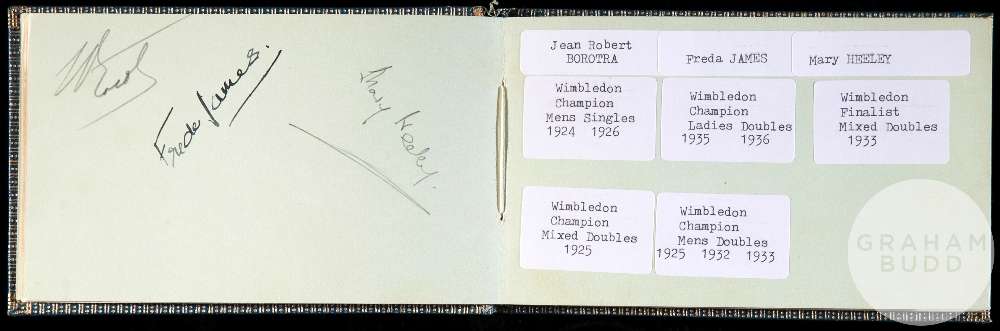 Freda James.
Mary Heeley.
Jean Robert
BOROTRA
Freda JAMES
Mary HEELEY
Wimbledon
Champion
Mens Singles
1924 1926
Wimbledon
Champion
Ladies Doubles
1935 1936
Wimbledon
Finalist
Mixed Doubles
1933
Wimbledon
Champion
Mixed Doubles
1925
Wimbledon
Champion
Mens Doubles
1925 1932 1933
GRAHAM
BUDD